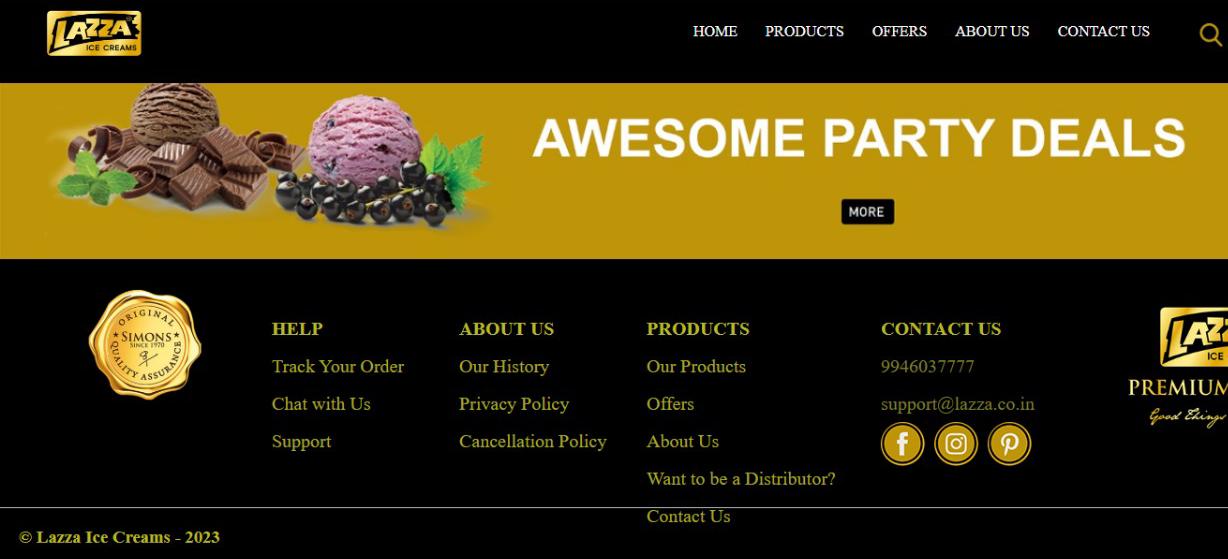 LAZZA
ICE CREAMS
HOME PRODUCTS OFFERS ABOUT US CONTACT US
AWESOME PARTY DEALS
MORE
ORIGINAL
SIMONS
SINCE 1970
QUALITY ASSURANCE
HELP
Track Your Order
Chat with Us
Support
ABOUT US
Our History
Privacy Policy
Cancellation Policy
PRODUCTS
Our Products
Offers
About Us
Want to be a Distributor?
Contact Us
CONTACT US
9946037777
support@lazza.co.in
ICE
PREMIUM
Good Things
© Lazza Ice Creams - 2023